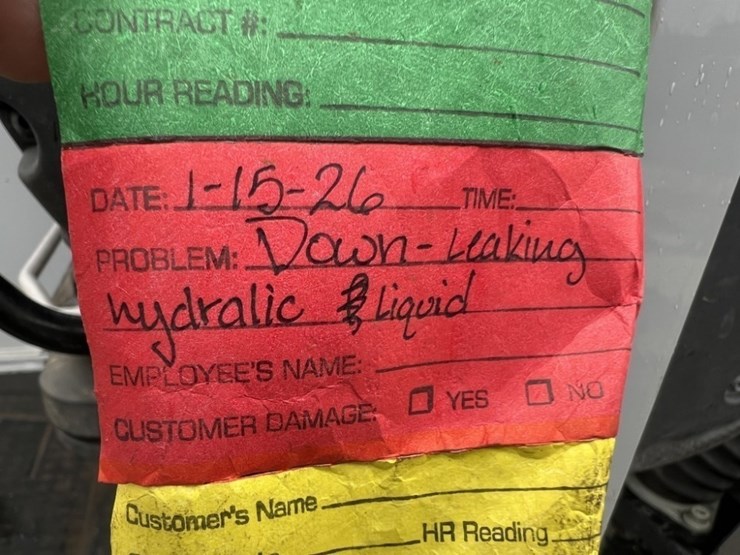 CONTRACT #:
HOUR READING:
DATE: 1-15-26 TIME:
PROBLEM: Down-Leaking
hydralic Liquid
EMPLOYEE'S NAME:
CUSTOMER DAMAGE: YES NO
Customer's Name
HR Reading